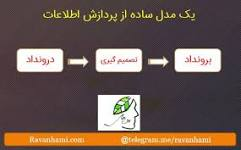 یک مدل ساده از پردازش اطلاعات
درونداد
تصمیم گیری
برونداد
Ravanhami.com
@telegram.me/ravanhami